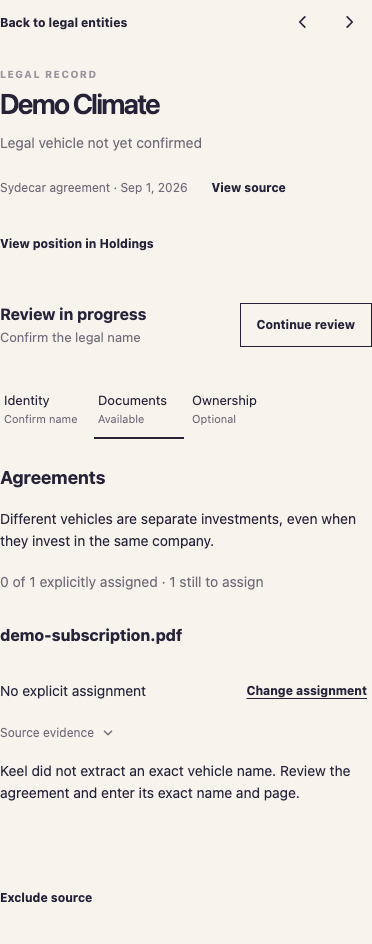 Back to legal entities
LEGAL RECORD
Demo Climate
Legal vehicle not yet confirmed
Sydecar agreement · Sep 1, 2026 View source
View position in Holdings
Review in progress
Confirm the legal name
Continue review
Identity
Confirm name
Documents
Available
Ownership
Optional
Agreements
Different vehicles are separate investments, even when
they invest in the same company.
0 of 1 explicitly assigned · 1 still to assign
demo-subscription.pdf
No explicit assignment
Change assignment
Source evidence
Keel did not extract an exact vehicle name. Review the
agreement and enter its exact name and page.
Exclude source